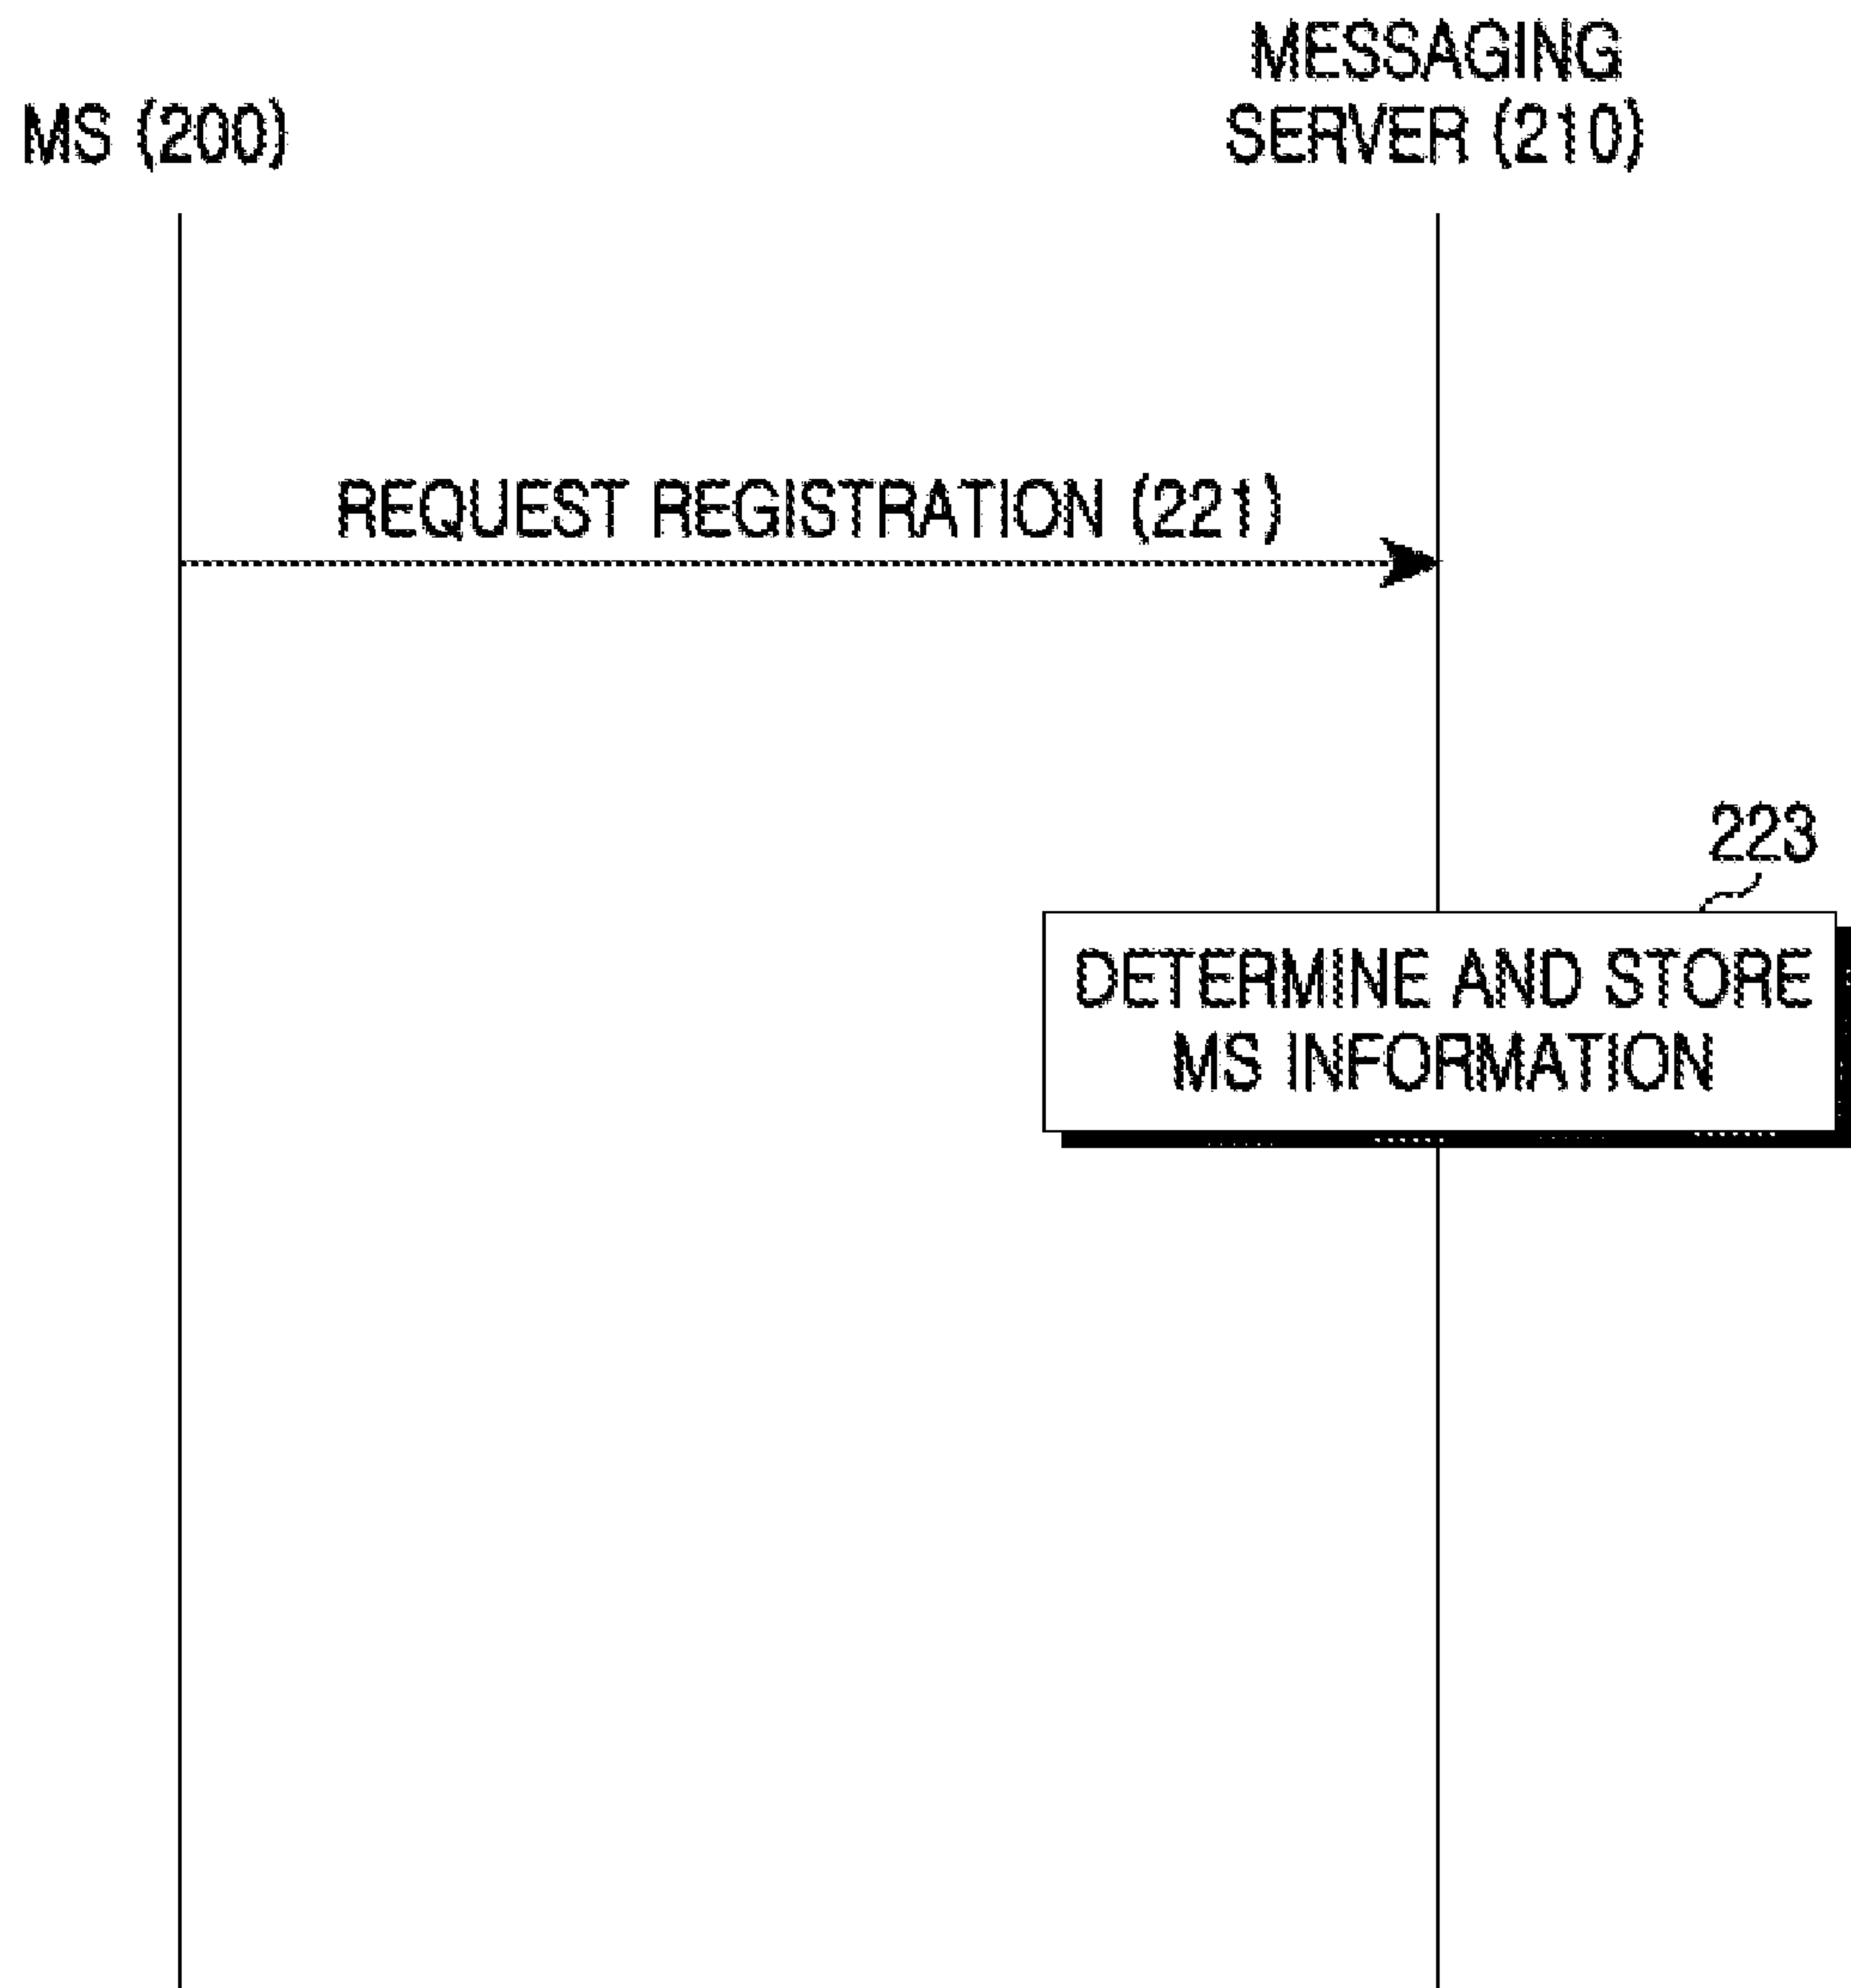 MESSAGING
SERVER (210)
MS (200)
REQUEST REGISTRATION (221)
223
DETERMINE AND STORE
MS INFORMATION